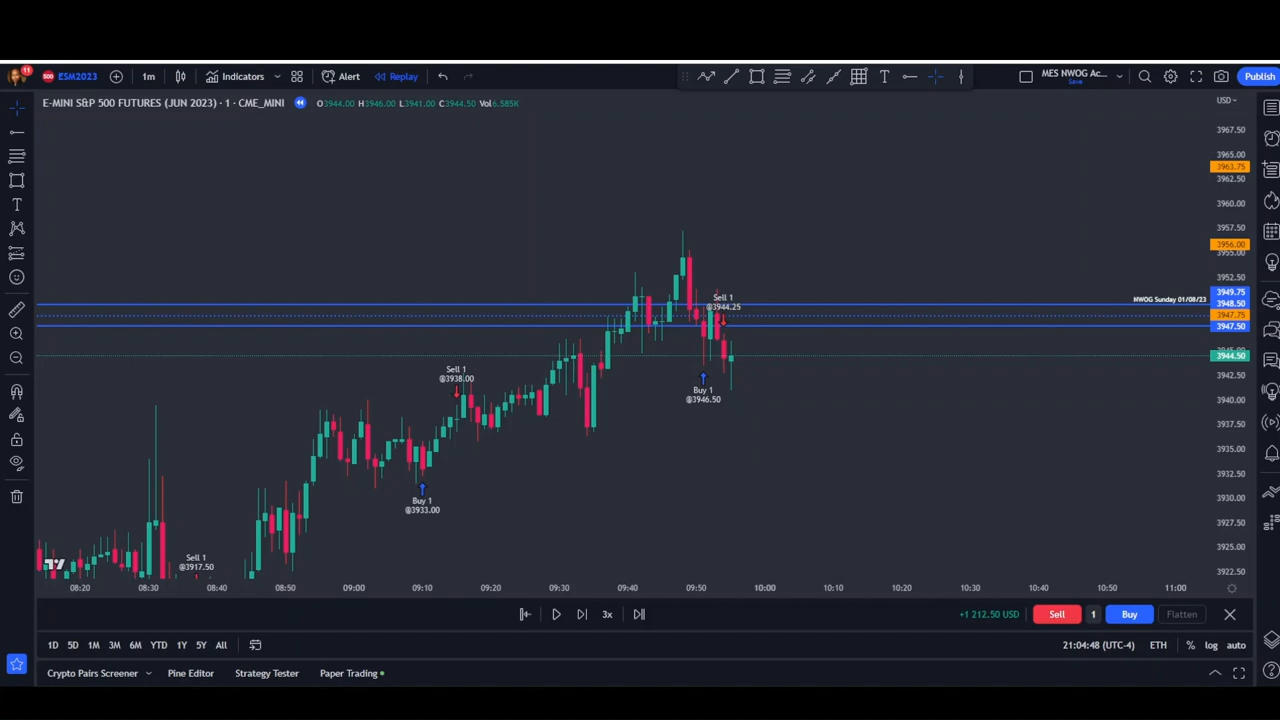 11
500 ESM2023 1m Indicators Alert Replay MES NWOG Ac... Save Publish
E-MINI S&P 500 FUTURES (JUN 2023) · 1 · CME_MINI O3944.00 H3946.00 L3941.00 C3944.50 Vol6.585K
USD
3967.50
3965.00
3963.75
3962.50
3960.00
3957.50
3956.00
3955.00
3952.50
3949.75
NWOG Sunday 01/08/23
3948.50
3947.75
3947.50
3945.00
3944.50
3942.50
3940.00
3937.50
3935.00
3932.50
3930.00
3927.50
3925.00
3922.50
Sell 1
@3944.25
Buy 1
@3946.50
Sell 1
@3938.00
Buy 1
@3933.00
Sell 1
@3917.50
08:20 08:30 08:40 08:50 09:00 09:10 09:20 09:30 09:40 09:50 10:00 10:10 10:20 10:30 10:40 10:50 11:00
3x +1 212.50 USD Sell 1 Buy Flatten
1D 5D 1M 3M 6M YTD 1Y 5Y All 21:04:48 (UTC-4) ETH % log auto
Crypto Pairs Screener Pine Editor Strategy Tester Paper Trading